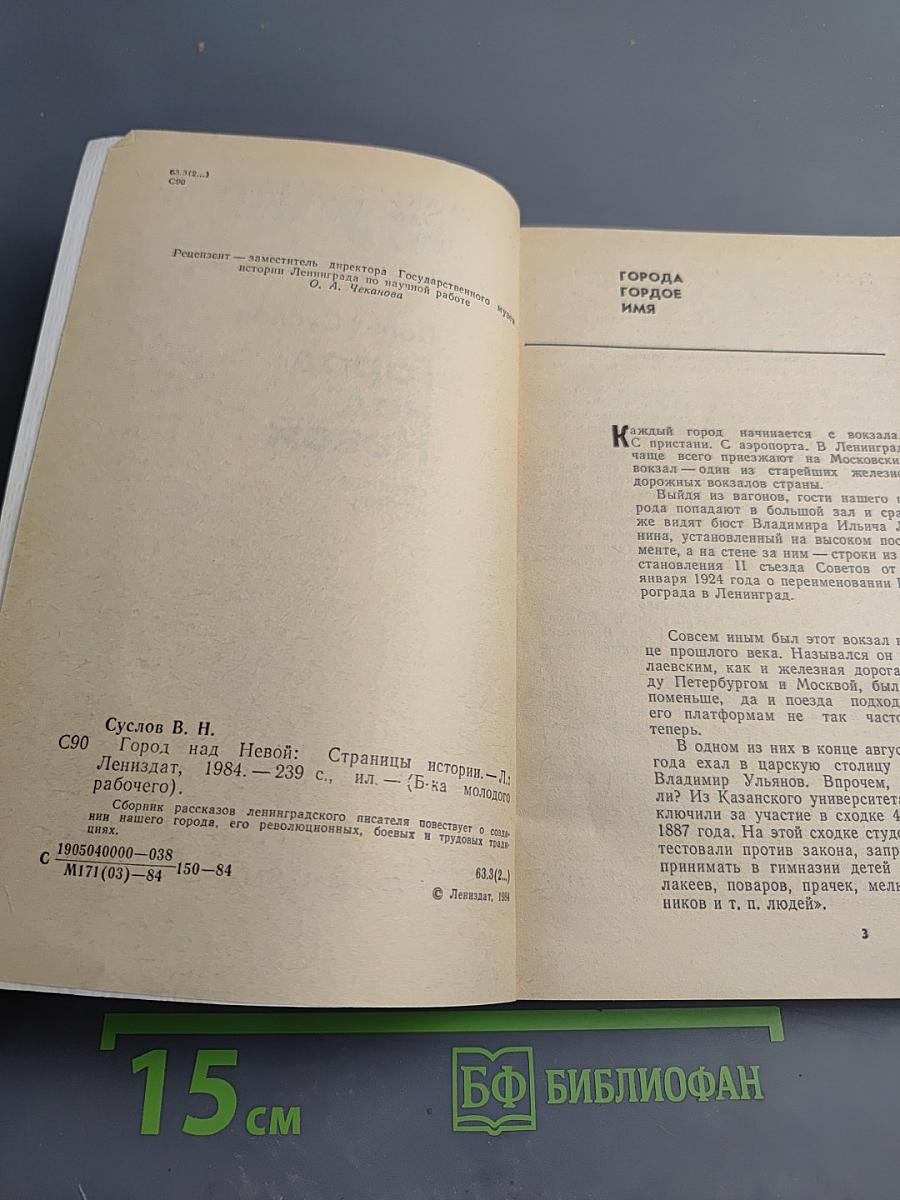 63.3(2...)
С90
Рецензент — заместитель директора Государственного музея
истории Ленинграда по научной работе
О. А. Чеканова
Суслов В. Н.
С90 Город над Невой: Страницы истории. — Л.:
Лениздат, 1984. — 239 с., ил. — (Б-ка молодого
рабочего).
Сборник рассказов ленинградского писателя повествует о созда-
нии нашего города, его революционных, боевых и трудовых трад-
циях.
С 1905040000—038
М171(03)—84 150—84
63.3(2...)
© Лениздат, 1984
ГОРОДА
ГОРДОЕ
ИМЯ
Каждый город начинается с вокзала.
С пристани. С аэропорта. В Ленинград
чаще всего приезжают на Московски
вокзал — один из старейших железно
дорожных вокзалов страны.
Выйдя из вагонов, гости нашего г
рода попадают в большой зал и сра
же видят бюст Владимира Ильича Л
нина, установленный на высоком пос
менте, а на стене за ним — строки из
становления II съезда Советов от
января 1924 года о переименовании
рограда в Ленинград.
Совсем иным был этот вокзал в
це прошлого века. Назывался он
лаевским, как и железная дорога
ду Петербургом и Москвой, был
поменьше, да и поезда подход
его платформам не так часто
теперь.
В одном из них в конце авгус
года ехал в царскую столицу
Владимир Ульянов. Впрочем,
ли? Из Казанского университета
ключили за участие в сходке 4
1887 года. На этой сходке студе
тестовали против закона, запр
принимать в гимназии детей
лакеев, поваров, прачек, мелк
ников и т. п. людей».
3
15 см
БФ БИБЛИОФАН